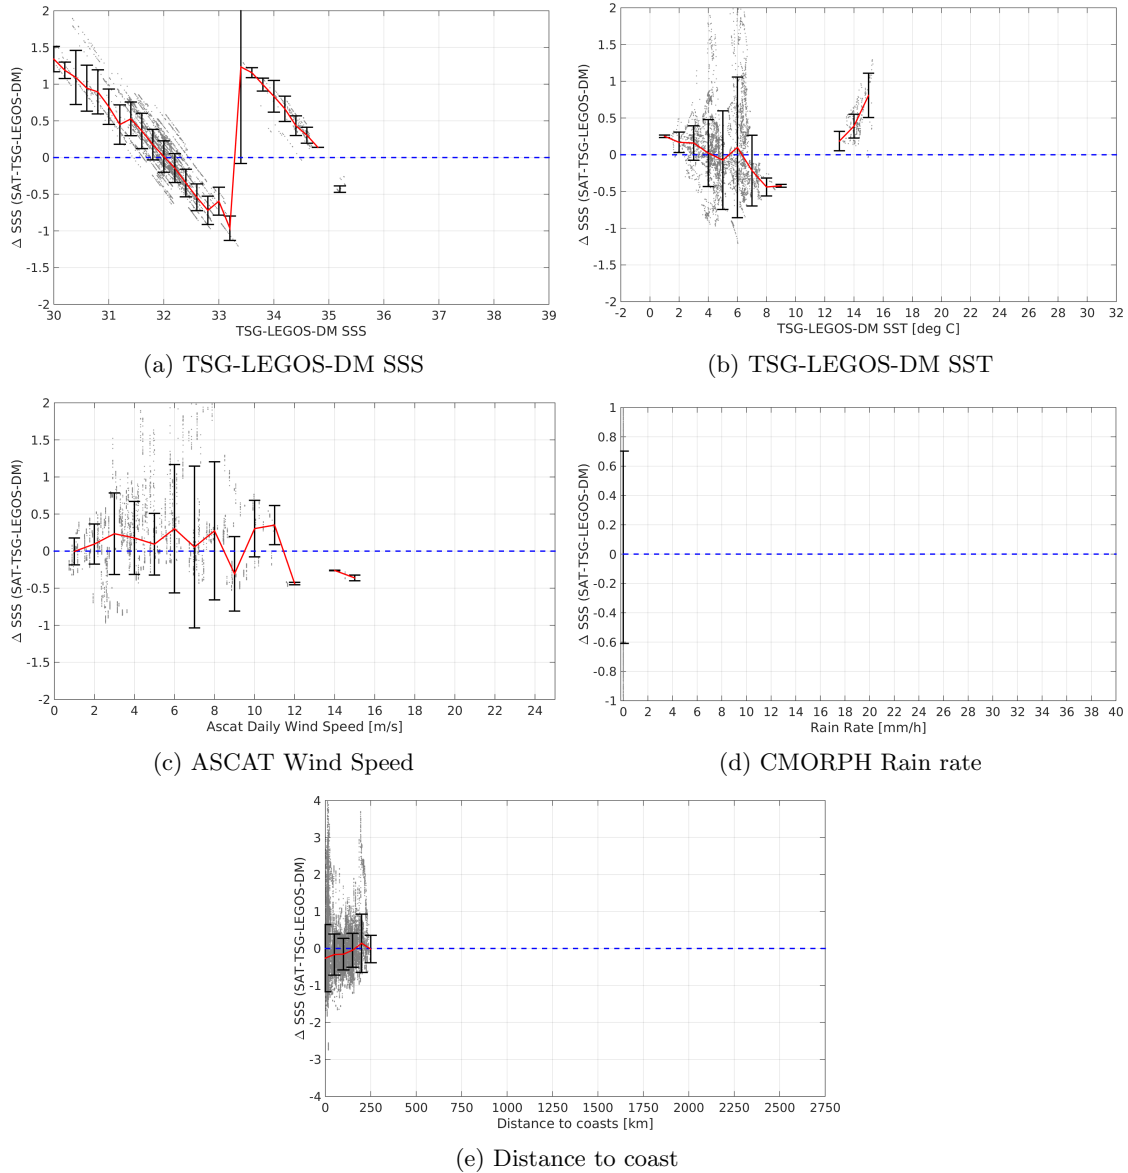 2
1.5
1
0.5
0
-0.5
-1
-1.5
-2
Δ SSS (SAT-TSG-LEGOS-DM)
30 31 32 33 34 35 36 37 38 39
TSG-LEGOS-DM SSS
(a) TSG-LEGOS-DM SSS
2
1.5
1
0.5
0
-0.5
-1
-1.5
-2
Δ SSS (SAT-TSG-LEGOS-DM)
-2 0 2 4 6 8 10 12 14 16 18 20 22 24 26 28 30 32
TSG-LEGOS-DM SST [deg C]
(b) TSG-LEGOS-DM SST
2
1.5
1
0.5
0
-0.5
-1
-1.5
-2
Δ SSS (SAT-TSG-LEGOS-DM)
0 2 4 6 8 10 12 14 16 18 20 22 24
Ascat Daily Wind Speed [m/s]
(c) ASCAT Wind Speed
1
0.8
0.6
0.4
0.2
0
-0.2
-0.4
-0.6
-0.8
-1
Δ SSS (SAT-TSG-LEGOS-DM)
0 2 4 6 8 10 12 14 16 18 20 22 24 26 28 30 32 34 36 38 40
Rain Rate [mm/h]
(d) CMORPH Rain rate
4
3
2
1
0
-1
-2
-3
-4
Δ SSS (SAT-TSG-LEGOS-DM)
0 250 500 750 1000 1250 1500 1750 2000 2250 2500 2750
Distance to coasts [km]
(e) Distance to coast